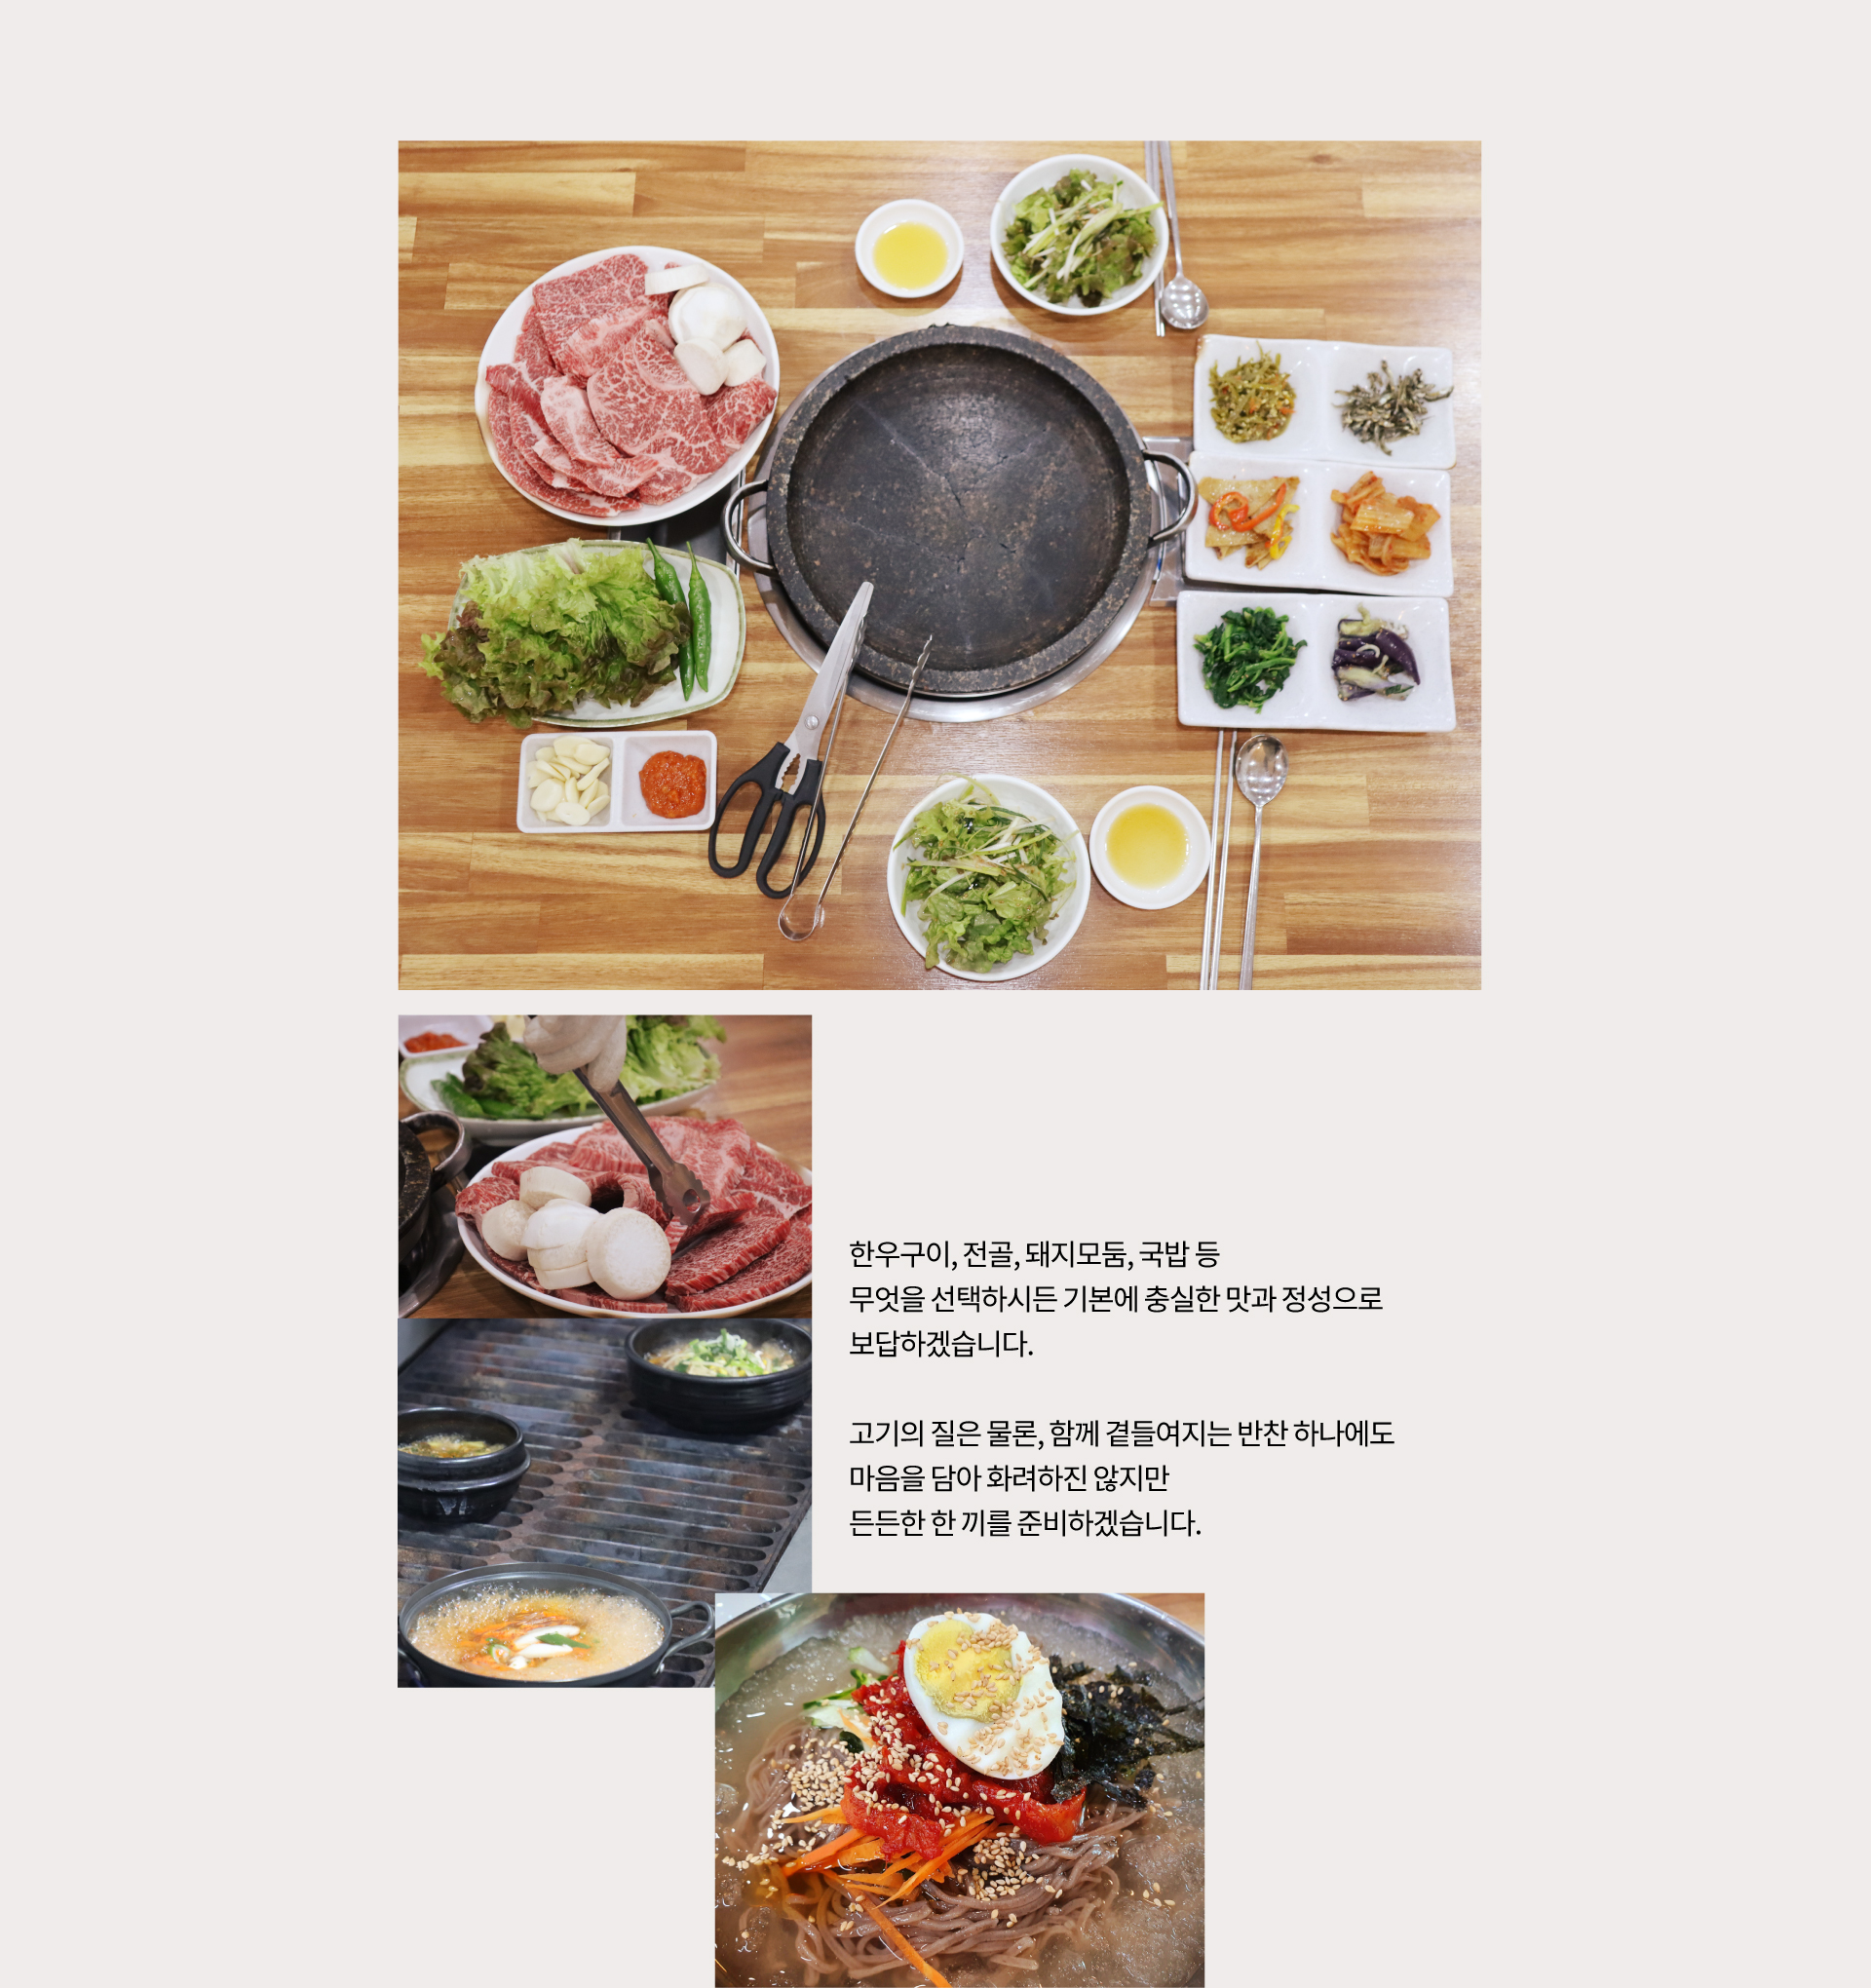 한우구이, 전골, 돼지모둠, 국밥 등
무엇을 선택하시든 기본에 충실한 맛과 정성으로
보답하겠습니다.
고기의 질은 물론, 함께 곁들여지는 반찬 하나에도
마음을 담아 화려하진 않지만
든든한 한 끼를 준비하겠습니다.